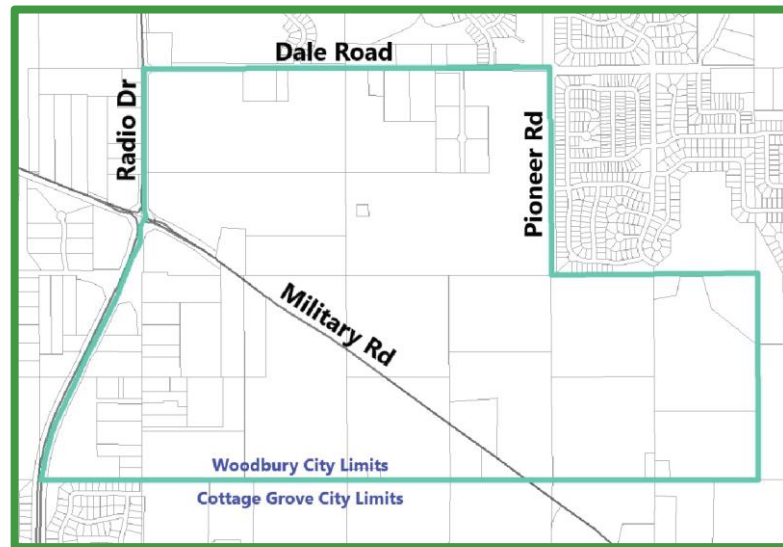 Dale Road
Radio Dr
Pioneer Rd
Military Rd
Woodbury City Limits
Cottage Grove City Limits